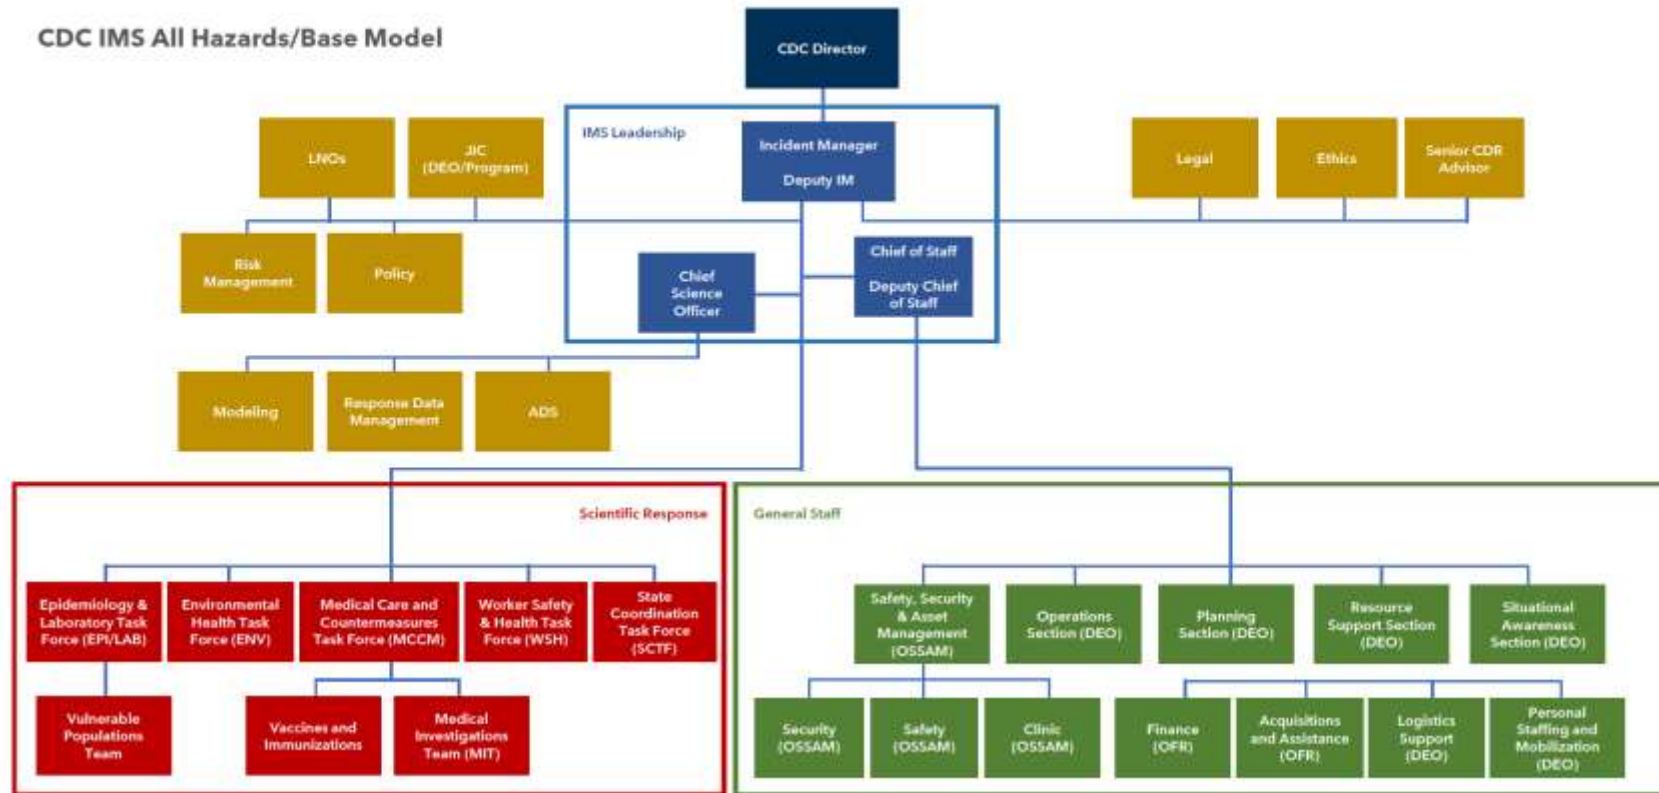 CDC IMS All Hazards/Base Model
CDC Director
IMS Leadership
Incident Manager
Deputy IM
LNOs
JIC
(DEO/Program)
Legal
Ethics
Senior CDR
Advisor
Risk
Management
Policy
Chief
Science
Officer
Chief of Staff
Deputy Chief
of Staff
Modeling
Response Data
Management
ADS
Scientific Response
General Staff
Epidemiology &
Laboratory Task
Force (EPI/LAB)
Environmental
Health Task
Force (ENV)
Medical Care and
Countermeasures
Task Force (MCCM)
Worker Safety
& Health Task
Force (WSH)
State
Coordination
Task Force
(SCTF)
Safety, Security
& Asset
Management
(OSSAM)
Operations
Section (DEO)
Planning
Section (DEO)
Resource
Support Section
(DEO)
Situational
Awareness
Section (DEO)
Vulnerable
Populations
Team
Vaccines and
Immunizations
Medical
Investigations
Team (MIT)
Security
(OSSAM)
Safety
(OSSAM)
Clinic
(OSSAM)
Finance
(OFR)
Acquisitions
and Assistance
(OFR)
Logistics
Support
(DEO)
Personal
Staffing and
Mobilization
(DEO)